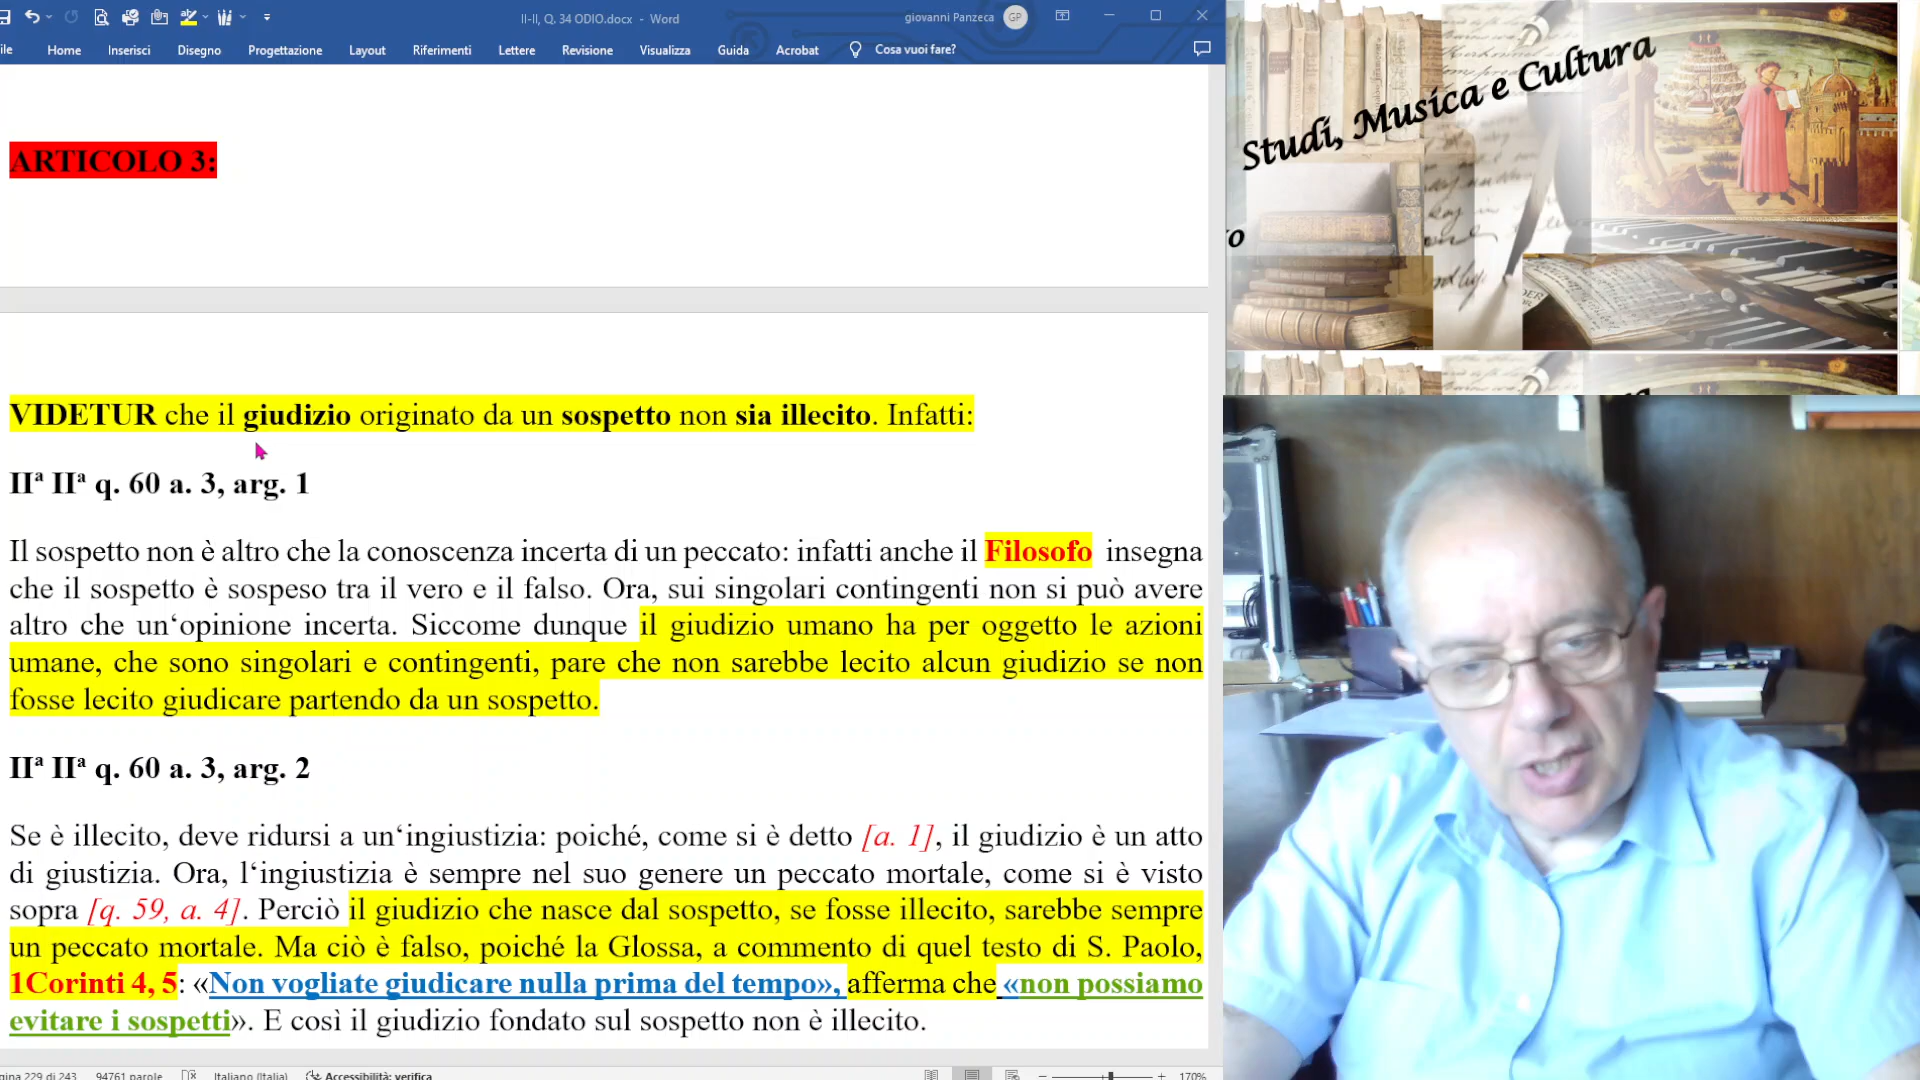 II-II, Q. 34 ODIO.docx - Word
giovanni Panzeca
GP
ile
Home
Inserisci
Disegno
Progettazione
Layout
Riferimenti
Lettere
Revisione
Visualizza
Guida
Acrobat
Cosa vuoi fare?
Studi, Musica e Cultura
ARTICOLO 3:
VIDETUR che il giudizio originato da un sospetto non sia illecito. Infatti:
IIª IIª q. 60 a. 3, arg. 1
Il sospetto non è altro che la conoscenza incerta di un peccato: infatti anche il Filosofo insegna
che il sospetto è sospeso tra il vero e il falso. Ora, sui singolari contingenti non si può avere
altro che un‘opinione incerta. Siccome dunque il giudizio umano ha per oggetto le azioni
umane, che sono singolari e contingenti, pare che non sarebbe lecito alcun giudizio se non
fosse lecito giudicare partendo da un sospetto.
IIª IIª q. 60 a. 3, arg. 2
Se è illecito, deve ridursi a un‘ingiustizia: poiché, come si è detto [a. 1], il giudizio è un atto
di giustizia. Ora, l‘ingiustizia è sempre nel suo genere un peccato mortale, come si è visto
sopra [q. 59, a. 4]. Perciò il giudizio che nasce dal sospetto, se fosse illecito, sarebbe sempre
un peccato mortale. Ma ciò è falso, poiché la Glossa, a commento di quel testo di S. Paolo,
1Corinti 4, 5: «Non vogliate giudicare nulla prima del tempo», afferma che «non possiamo
evitare i sospetti». E così il giudizio fondato sul sospetto non è illecito.
gina 229 di 243
94761 parole
Italiano (Italia)
Accessibilità: verifica
170%